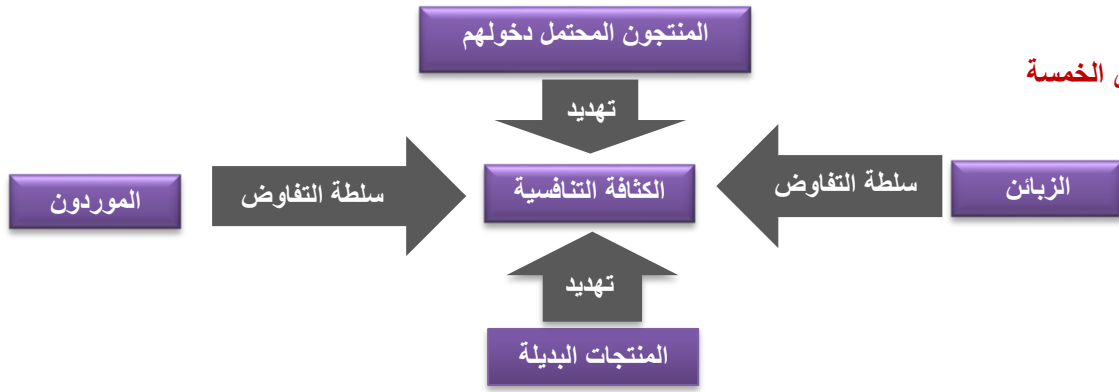 المنتجون المحتمل دخولهم
الخمسة
تهديد
الزبائن
سلطة التفاوض
الكثافة التنافسية
سلطة التفاوض
الموردون
تهديد
المنتجات البديلة